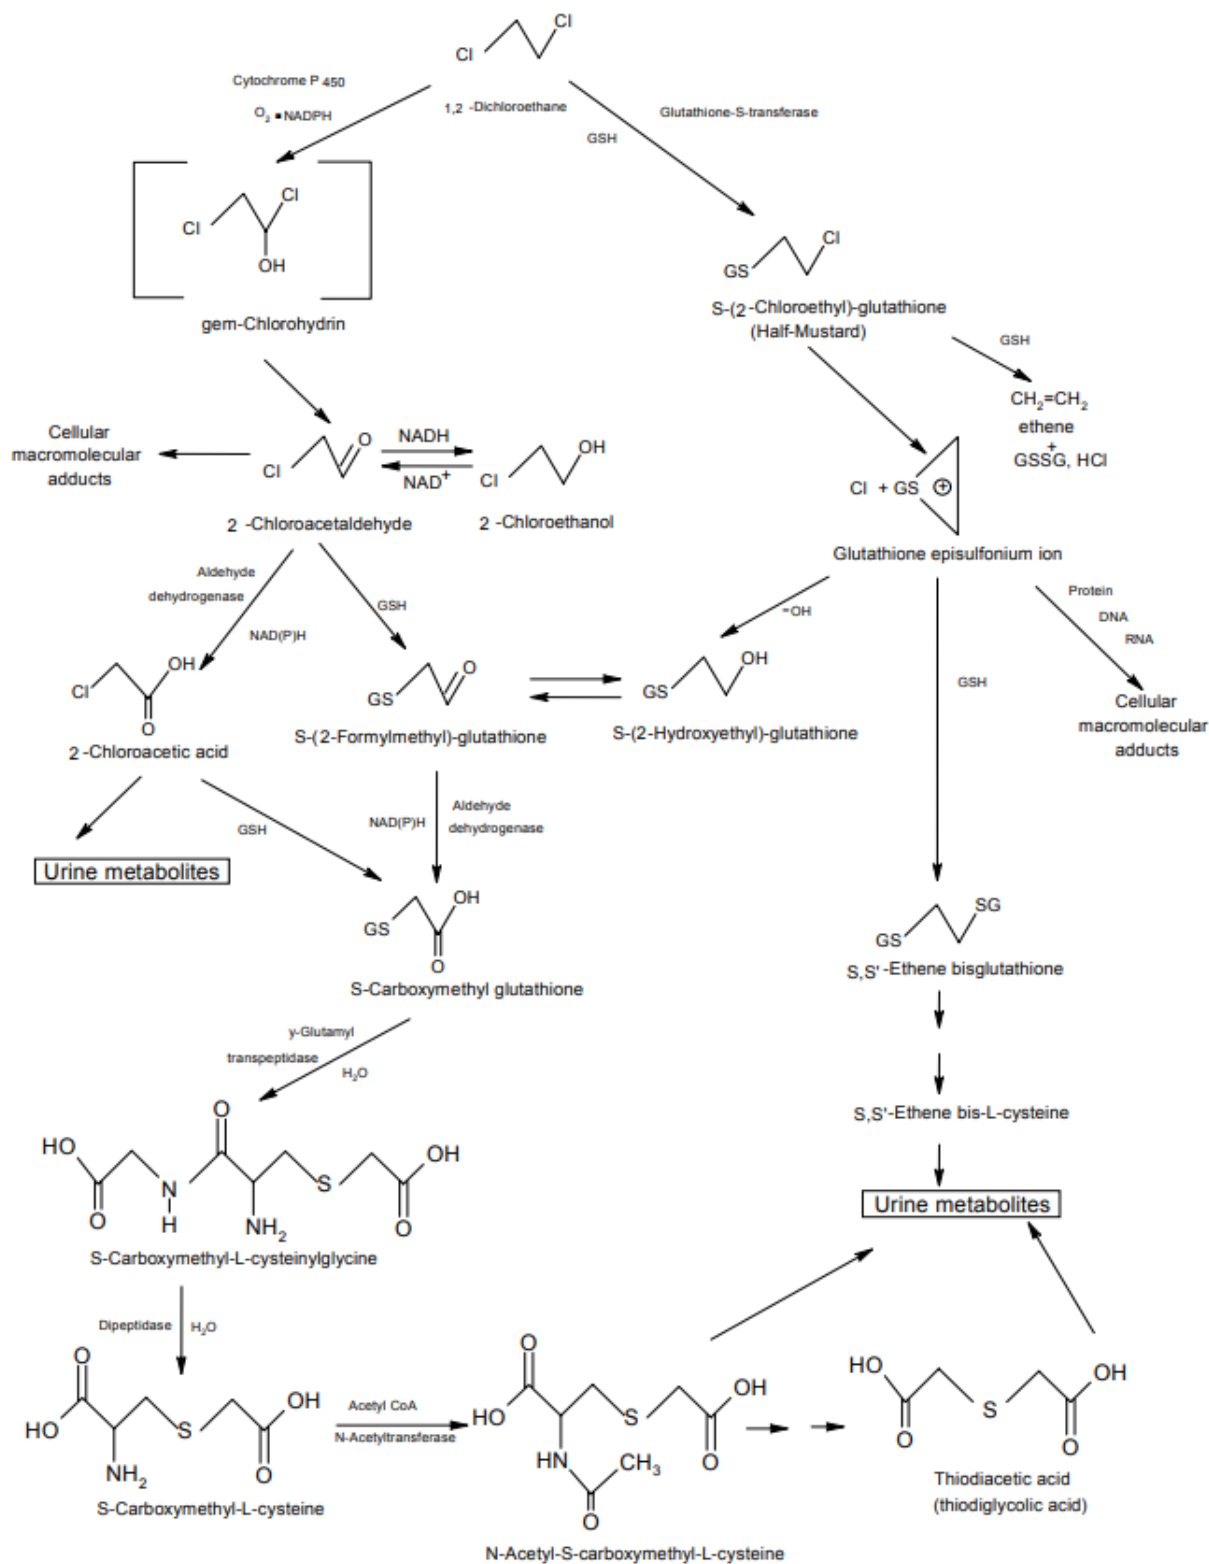 Cl
Cl
Cytochrome P 450
O2 ▪NADPH
1,2 -Dichloroethane
Glutathione-S-transferase
GSH
Cl
Cl
OH
gem-Chlorohydrin
Cl
GS
S-(2-Chloroethyl)-glutathione
(Half-Mustard)
GSH
CH2=CH2
ethene
+
GSSG, HCl
Cellular
macromolecular
adducts
O
Cl
NADH
NAD+
OH
Cl
2 -Chloroacetaldehyde
2 -Chloroethanol
Cl + GS
+
Glutathione episulfonium ion
Aldehyde
dehydrogenase
NAD(P)H
GSH
-OH
Protein
DNA
RNA
GSH
OH
Cl
O
2 -Chloroacetic acid
O
GS
S-(2-Formylmethyl)-glutathione
OH
GS
S-(2-Hydroxyethyl)-glutathione
Cellular
macromolecular
adducts
GSH
NAD(P)H
Aldehyde
dehydrogenase
Urine metabolites
OH
GS
O
S-Carboxymethyl glutathione
SG
GS
S,S' -Ethene bisglutathione
y-Glutamyl
transpeptidase
H2O
S,S'-Ethene bis-L-cysteine
Urine metabolites
HO
O
N
H
O
NH2
S
OH
O
S-Carboxymethyl-L-cysteinylglycine
Dipeptidase
H2O
O
HO
NH2
S
OH
O
S-Carboxymethyl-L-cysteine
Acetyl CoA
N-Acetyltransferase
O
HO
HN
CH3
O
S
OH
O
N-Acetyl-S-carboxymethyl-L-cysteine
HO
O
S
OH
O
Thiodiacetic acid
(thiodiglycolic acid)